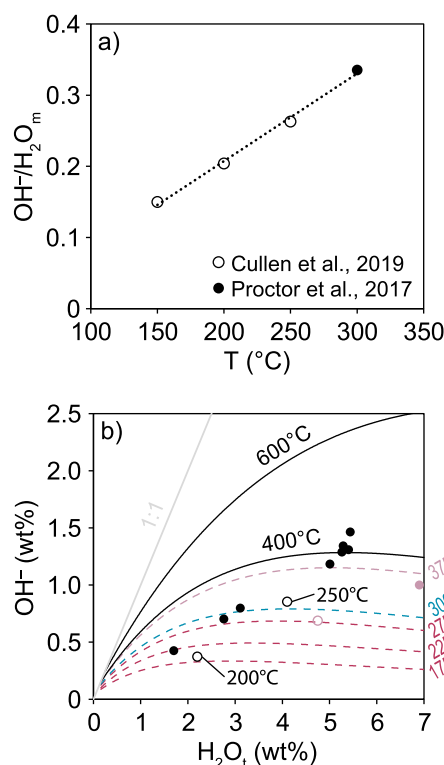 a)
0.4
0.3
0.2
0.1
0
OH⁻/H₂Oₘ
Cullen et al., 2019
Proctor et al., 2017
100 150 200 250 300 350
T (°C)
b)
2.5
2.0
1.5
1.0
0.5
0
OH⁻ (wt%)
1:1
600°C
400°C
250°C
200°C
0 1 2 3 4 5 6 7
H₂Oₜ (wt%)